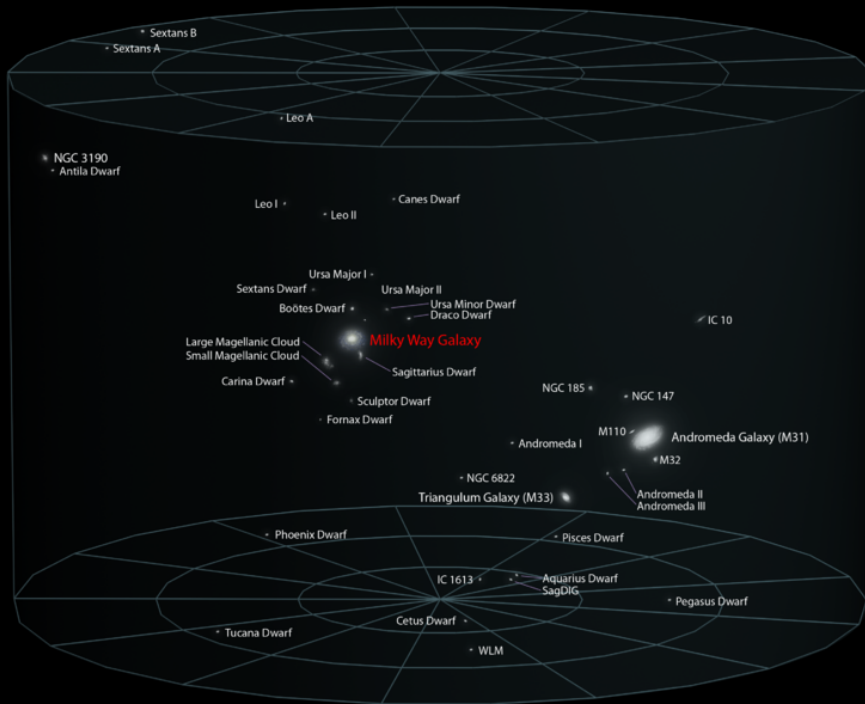 Sextans B
Sextans A
Leo A
NGC 3190
Antila Dwarf
Canes Dwarf
Leo I
Leo II
Ursa Major I
Sextans Dwarf
Ursa Major II
Boötes Dwarf
Ursa Minor Dwarf
Draco Dwarf
IC 10
Milky Way Galaxy
Large Magellanic Cloud
Small Magellanic Cloud
Sagittarius Dwarf
Carina Dwarf
NGC 185
NGC 147
Sculptor Dwarf
Fornax Dwarf
M110
Andromeda Galaxy (M31)
Andromeda I
M32
NGC 6822
Triangulum Galaxy (M33)
Andromeda II
Andromeda III
Phoenix Dwarf
Pisces Dwarf
IC 1613
Aquarius Dwarf
SagDIG
Pegasus Dwarf
Cetus Dwarf
Tucana Dwarf
WLM